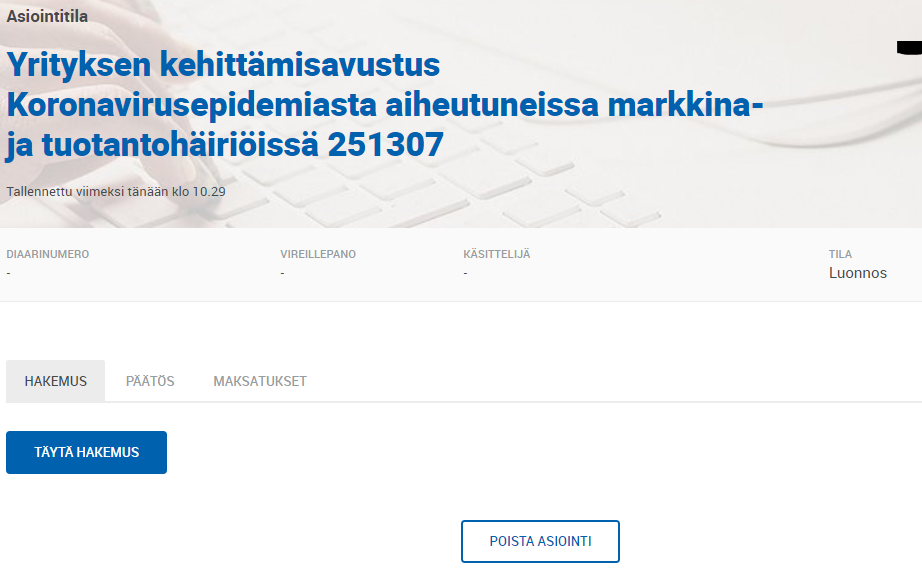 Asiointitila
Yrityksen kehittämisavustus
Koronavirusepidemiasta aiheutuneissa markkina-
ja tuotantohäiriöissä 251307
Tallennettu viimeksi tänään klo 10.29
DIAARINUMERO VIREILLEPANO KÄSITTELIJÄ TILA
- - - Luonnos
HAKEMUS PÄÄTÖS MAKSATUKSET
TÄYTÄ HAKEMUS
POISTA ASIOINTI